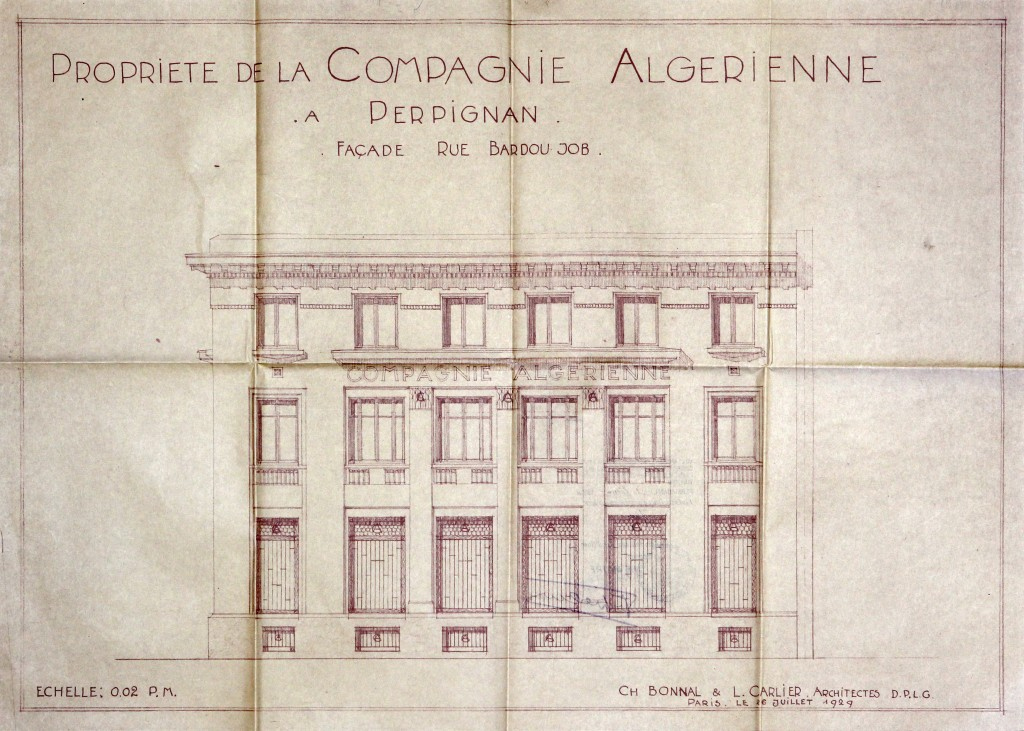 PROPRIETE DE LA COMPAGNIE ALGERIENNE
. A PERPIGNAN .
. FAÇADE RUE BARDOU-JOB .
COMPAGNIE ALGERIENNE
ECHELLE; 0.02 P.M.
CH BONNAL & L. CARLIER, ARCHITECTES D.P.L.G.
PARIS. LE 26 JUILLET 1929